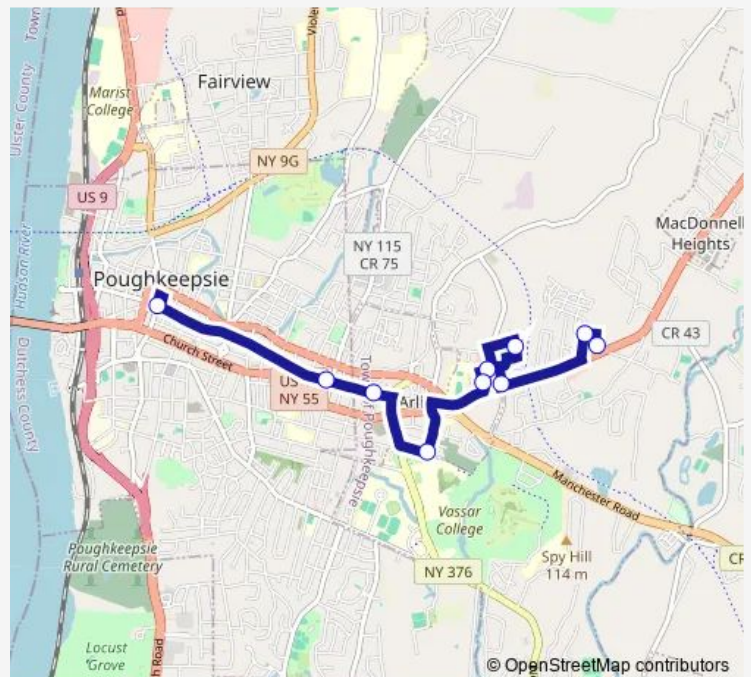 Town
Ulster County
Violet
Fairview
Marist
College
NY 9G
US 9
Hudson River
NY 115
CR 75
MacDonnell
Heights
Poughkeepsie
CR 43
Church Street
Dutchess County
US
NY 55
Town of Poughkeepsie
Arli
Manchester Road
Vassar
College
Spy Hill
114 m
CR
Poughkeepsie
Rural Cemetery
NY 376
Locust
Grove
Road
© OpenStreetMap contributors